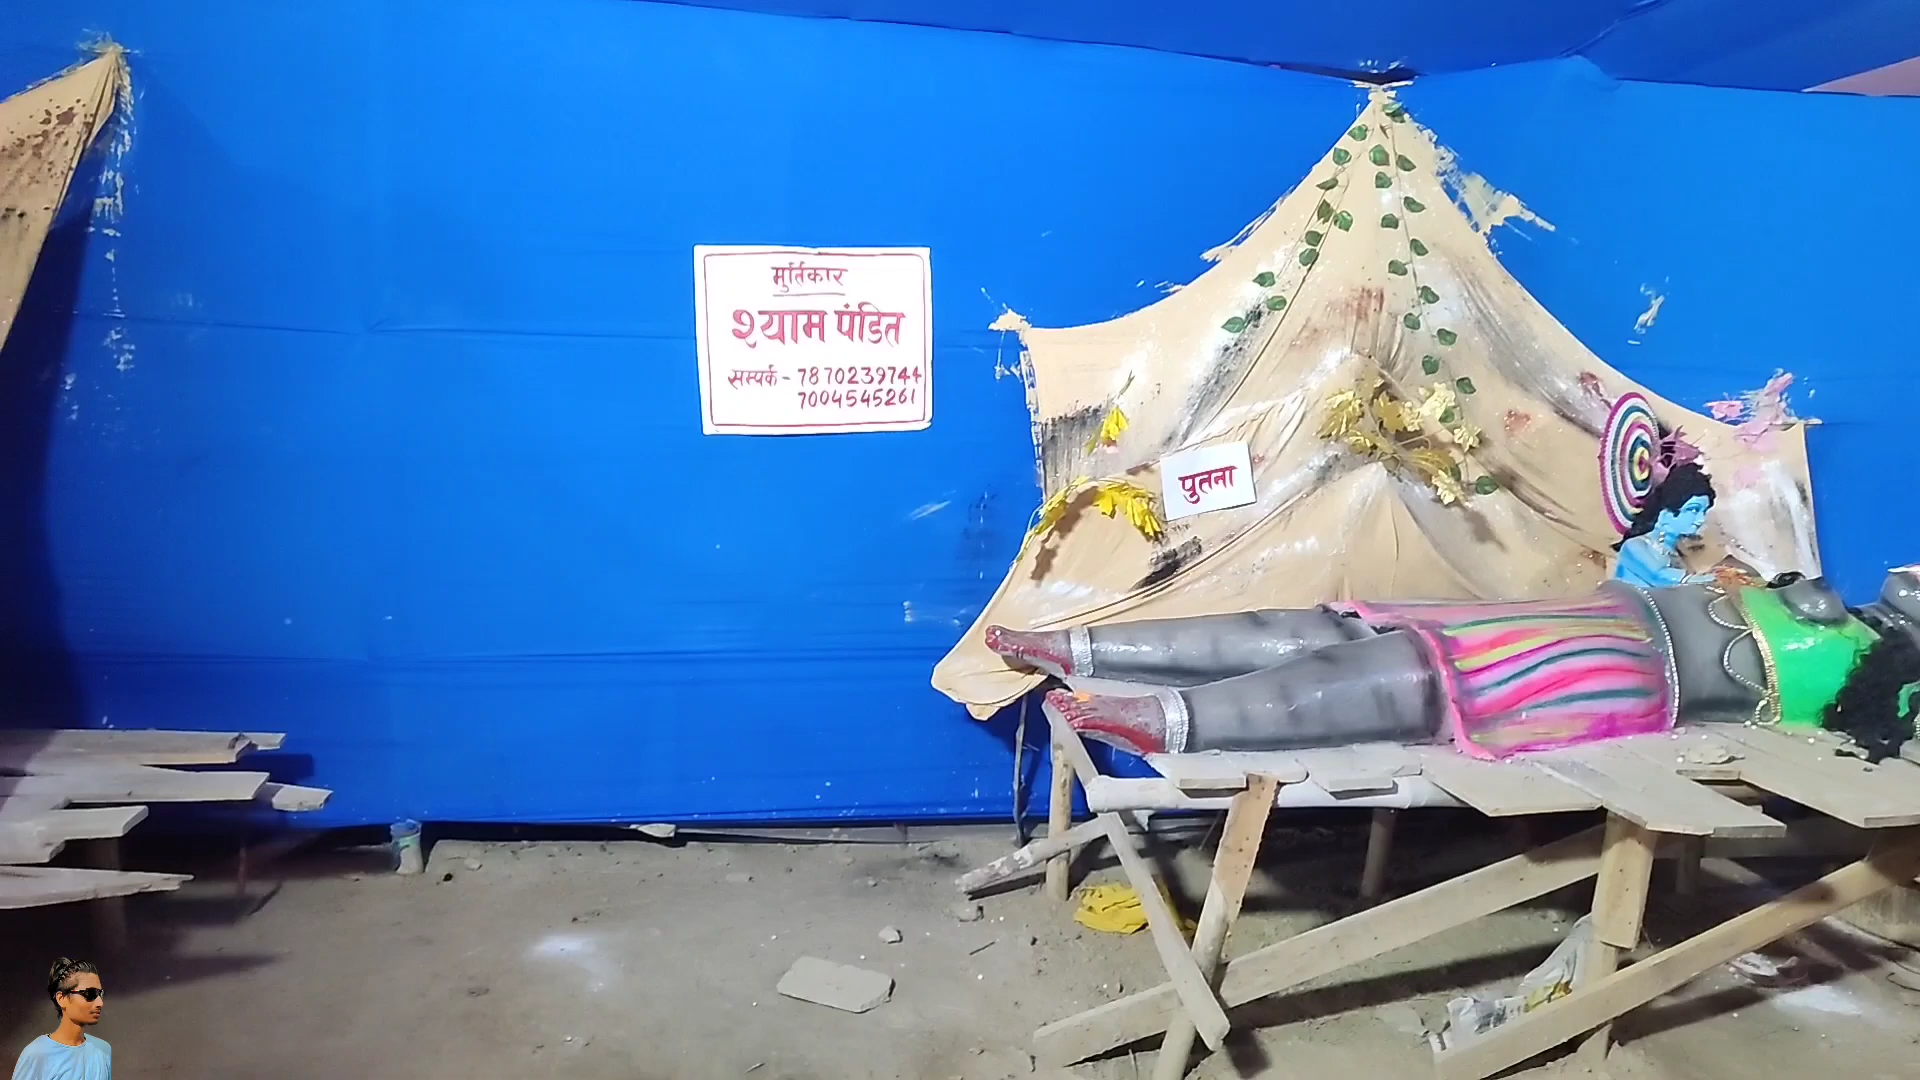 मुर्तिकार
श्याम पंडित
सम्पर्क - 7870239744
7004545261
पुतना